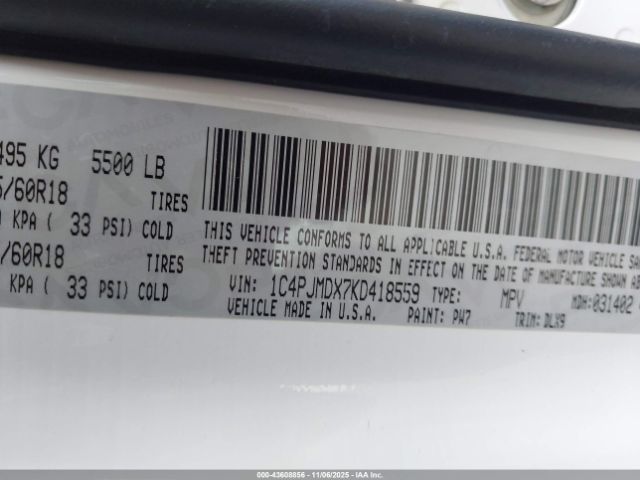 495 KG 5500 LB
/60R18 TIRES
KPA ( 33 PSI) COLD
/60R18 TIRES
KPA ( 33 PSI) COLD
THIS VEHICLE CONFORMS TO ALL APPLICABLE U.S.A. FEDERAL MOTOR VEHICLE
THEFT PREVENTION STANDARDS IN EFFECT ON THE DATE OF MANUFACTURE SHOWN
VIN: 1C4PJMDX7KD418559 TYPE: MPV MDH:031402
VEHICLE MADE IN U.S.A. PAINT: PW7 TRIM: DLX9
000-43608856 - 11/06/2025 - IAA Corp.